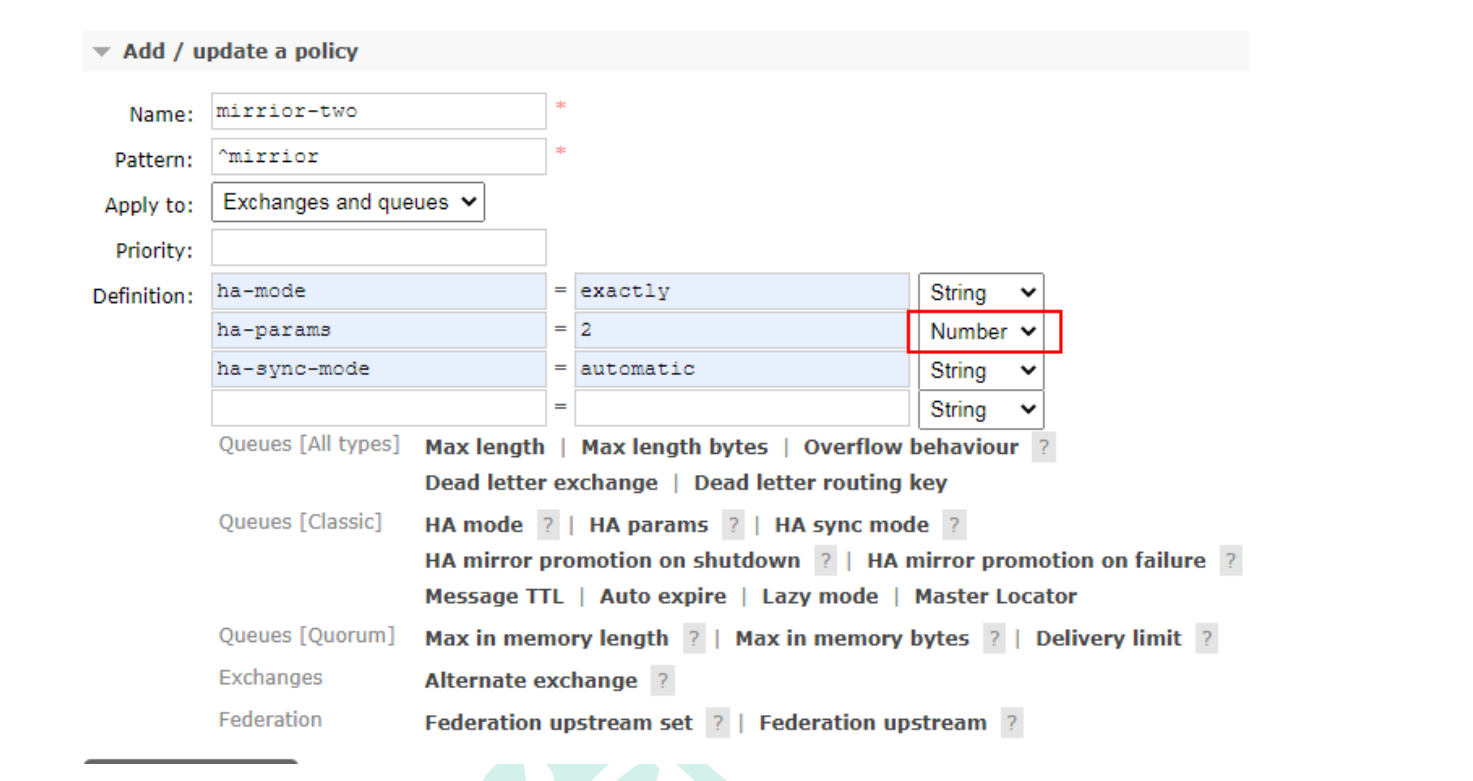 Add / update a policy
Name: mirrior-two *
Pattern: ^mirrior *
Apply to: Exchanges and queues
Priority:
Definition: ha-mode = exactly String
ha-params = 2 Number
ha-sync-mode = automatic String
= String
Queues [All types] Max length | Max length bytes | Overflow behaviour ?
Dead letter exchange | Dead letter routing key
Queues [Classic] HA mode ? | HA params ? | HA sync mode ?
HA mirror promotion on shutdown ? | HA mirror promotion on failure ?
Message TTL | Auto expire | Lazy mode | Master Locator
Queues [Quorum] Max in memory length ? | Max in memory bytes ? | Delivery limit ?
Exchanges Alternate exchange ?
Federation Federation upstream set ? | Federation upstream ?